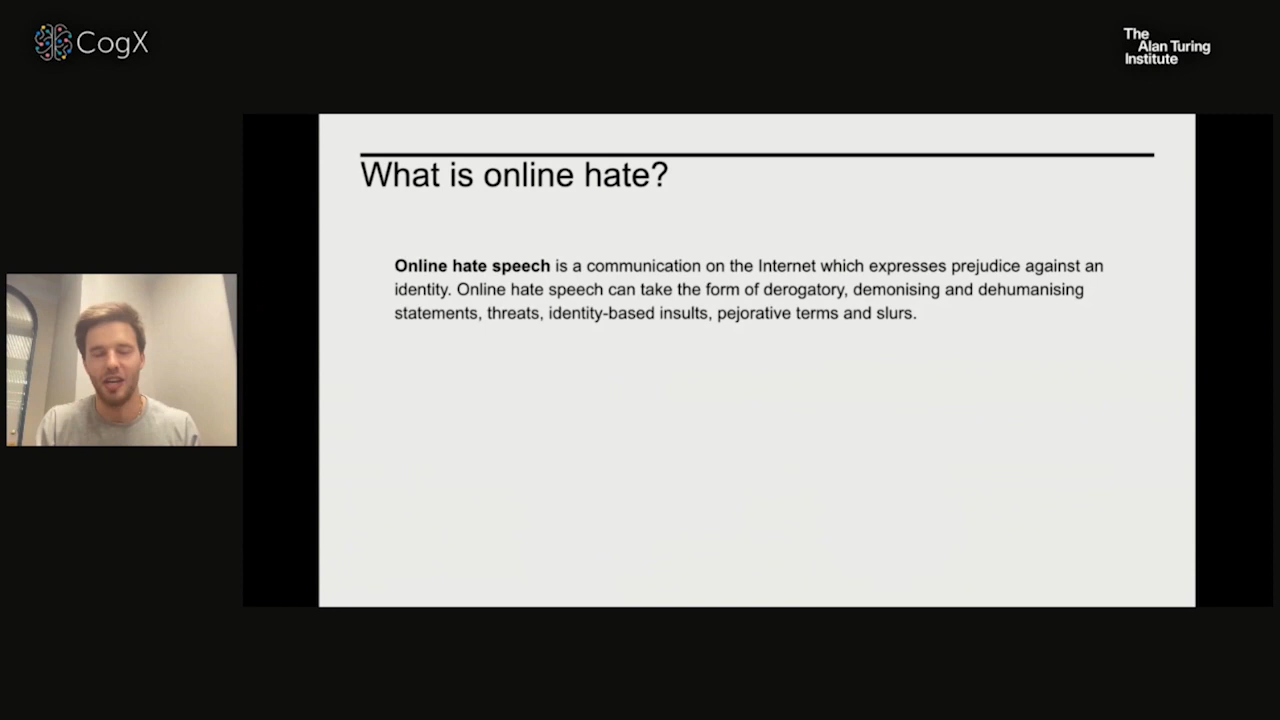 CogX
The
Alan Turing
Institute
What is online hate?
Online hate speech is a communication on the Internet which expresses prejudice against an
identity. Online hate speech can take the form of derogatory, demonising and dehumanising
statements, threats, identity-based insults, pejorative terms and slurs.